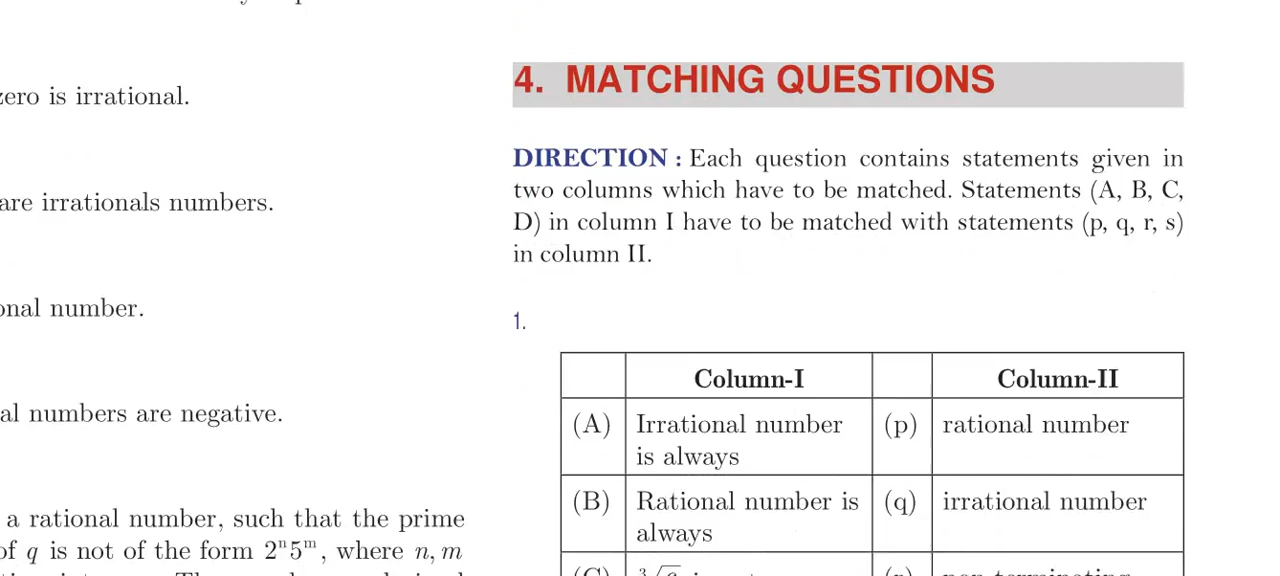 zero is irrational.
are irrationals numbers.
onal number.
al numbers are negative.
a rational number, such that the prime
of q is not of the form 2ⁿ5ᵐ, where n, m
4. MATCHING QUESTIONS
DIRECTION : Each question contains statements given in
two columns which have to be matched. Statements (A, B, C,
D) in column I have to be matched with statements (p, q, r, s)
in column II.
1.
Column-I Column-II
(A) Irrational number (p) rational number
is always
(B) Rational number is (q) irrational number
always